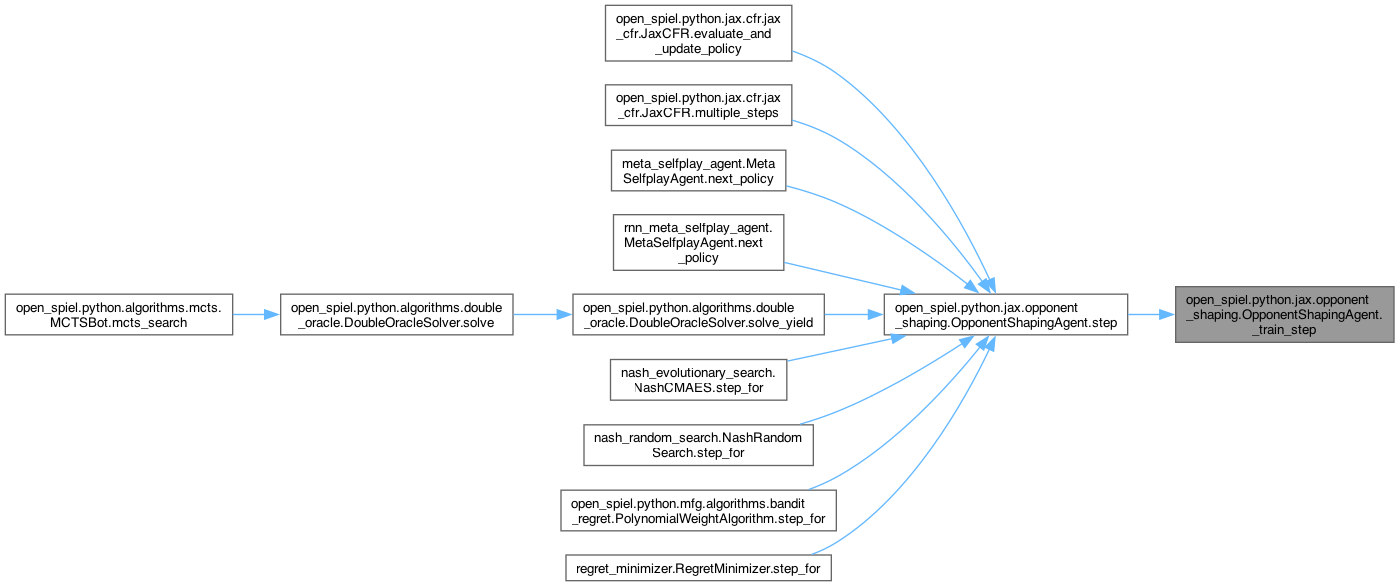 open_spiel.python.jax.cfr.jax
_cfr.JaxCFR.evaluate_and
_update_policy
open_spiel.python.jax.cfr.jax
_cfr.JaxCFR.multiple_steps
meta_selfplay_agent.Meta
SelfplayAgent.next_policy
rnn_meta_selfplay_agent.
MetaSelfplayAgent.next
_policy
open_spiel.python.algorithms.mcts.
MCTSBot.mcts_search
open_spiel.python.algorithms.double
_oracle.DoubleOracleSolver.solve
open_spiel.python.algorithms.double
_oracle.DoubleOracleSolver.solve_yield
open_spiel.python.jax.opponent
_shaping.OpponentShapingAgent.step
open_spiel.python.jax.opponent
_shaping.OpponentShapingAgent.
_train_step
nash_evolutionary_search.
NashCMAES.step_for
nash_random_search.NashRandom
Search.step_for
open_spiel.python.mfg.algorithms.bandit
_regret.PolynomialWeightAlgorithm.step_for
regret_minimizer.RegretMinimizer.step_for